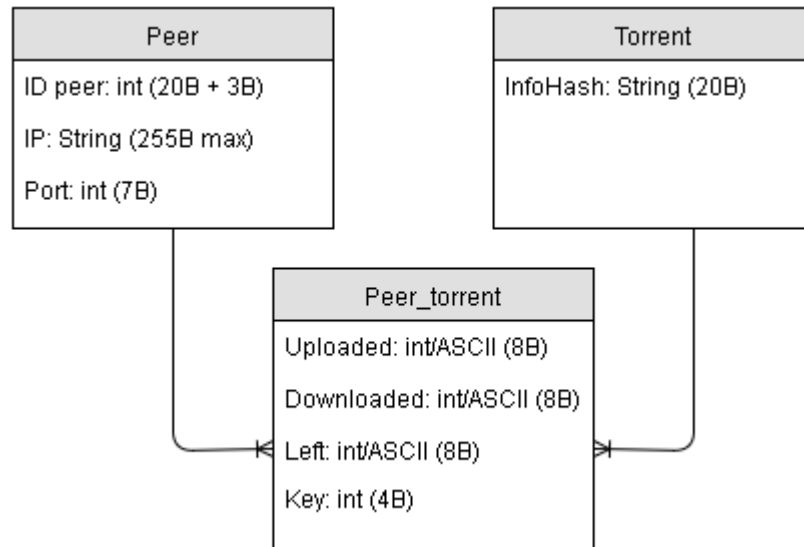 Peer
ID peer: int (20B + 3B)
IP: String (255B max)
Port: int (7B)
Torrent
InfoHash: String (20B)
Peer_torrent
Uploaded: int/ASCII (8B)
Downloaded: int/ASCII (8B)
Left: int/ASCII (8B)
Key: int (4B)